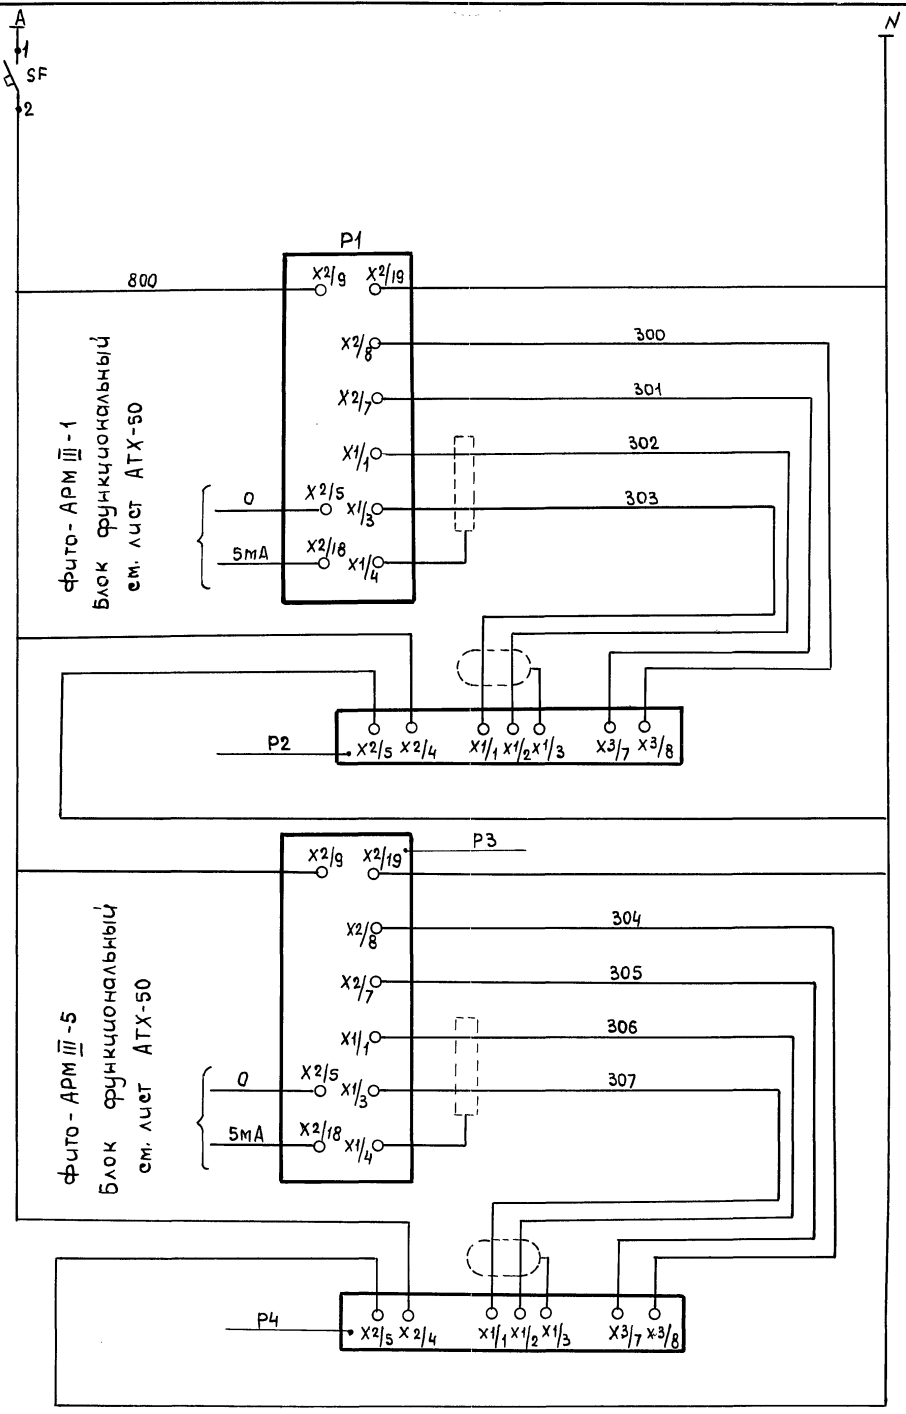 A
N
1
SF
2
P1
X2/9 X2/19
800
X2/8
300
X2/7
301
X1/1
302
X2/5 X1/3
0
303
X2/18 X1/4
5mA
фито-АРМ III-1
Блок функциональный
см. лист АТХ-50
P2
X2/5 X2/4 X1/1 X1/2 X1/3 X3/7 X3/8
P3
X2/9 X2/19
X2/8
304
X2/7
305
X1/1
306
X2/5 X1/3
0
307
X2/18 X1/4
5mA
фито-АРМ III-5
Блок функциональный
см. лист АТХ-50
P4
X2/5 X2/4 X1/1 X1/2 X1/3 X3/7 X3/8